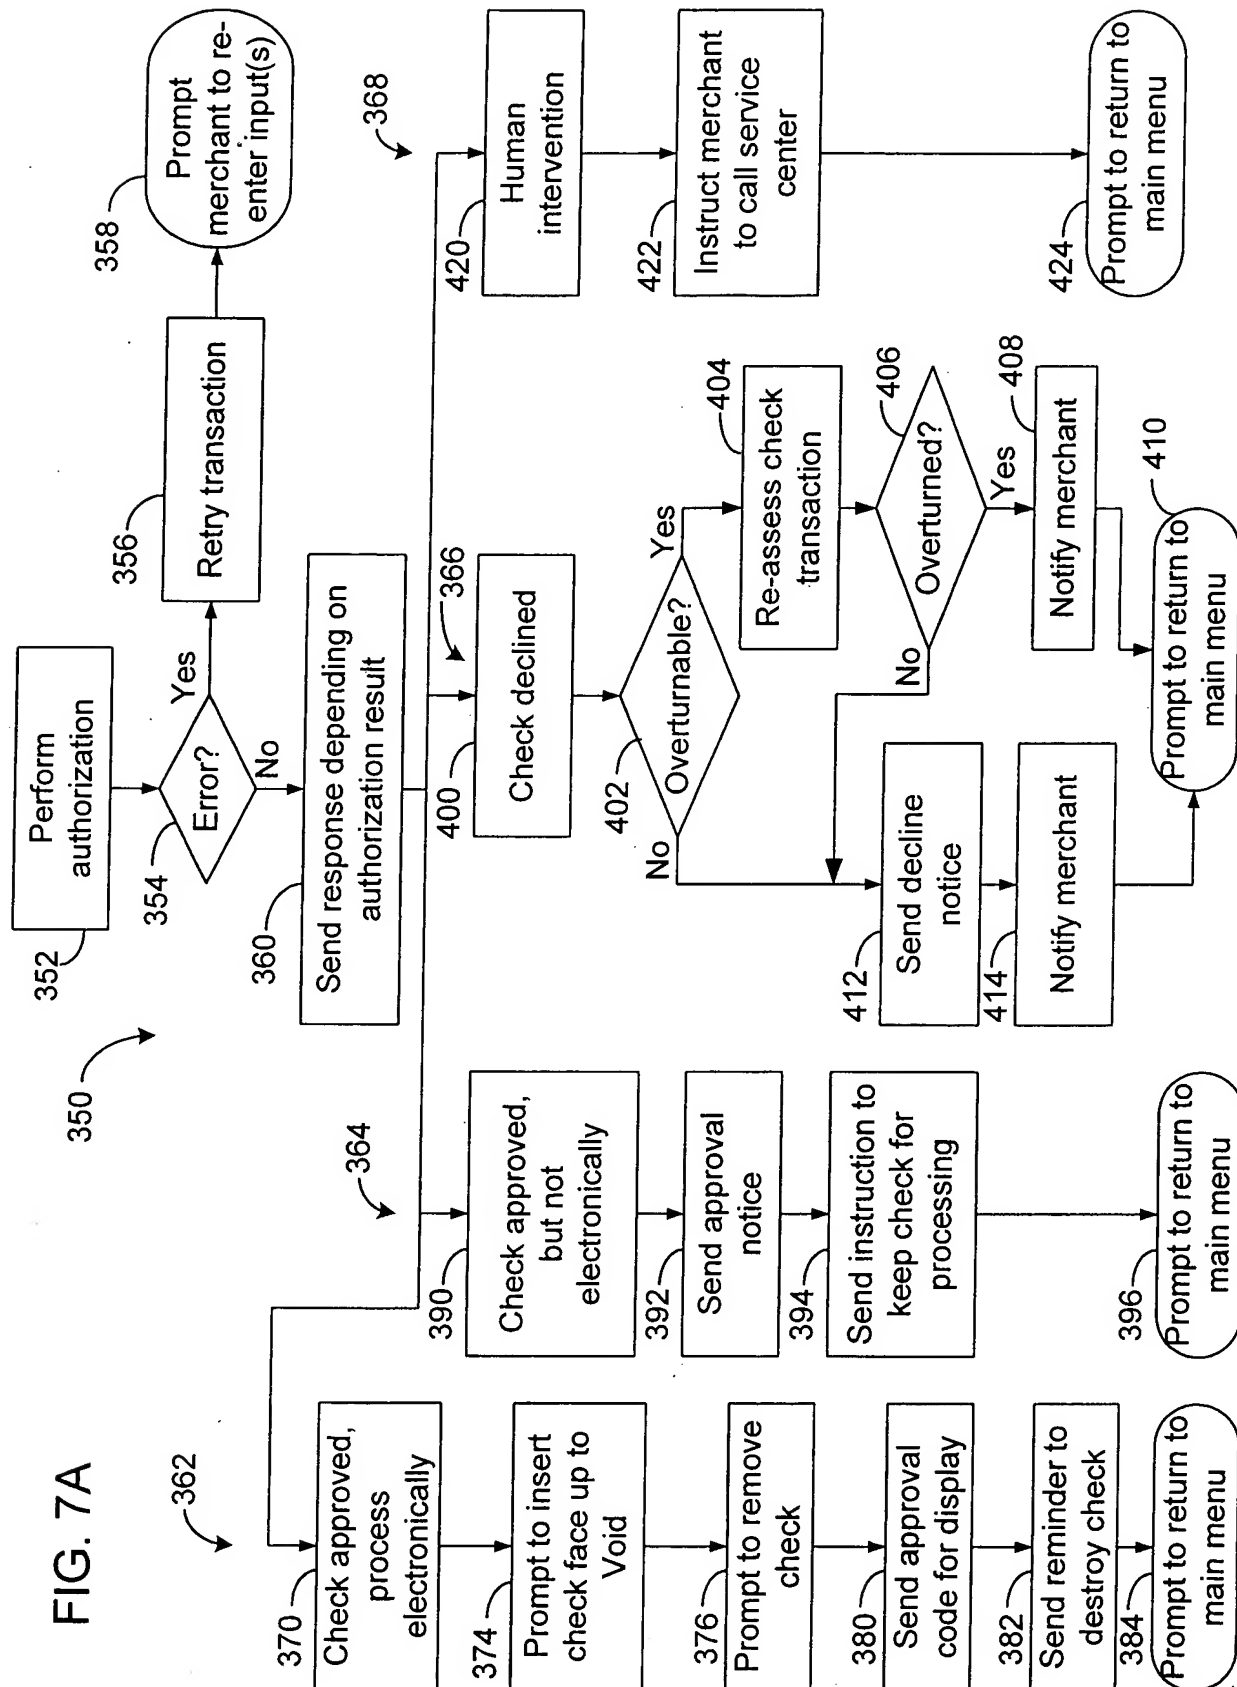 FIG. 7A
350
352
Perform
authorization
354
Error?
Yes
No
356
Retry transaction
358
Prompt
merchant to re-
enter input(s)
360
Send response depending on
authorization result
362
370
Check approved,
process
electronically
374
Prompt to insert
check face up to
Void
376
Prompt to remove
check
380
Send approval
code for display
382
Send reminder to
destroy check
384
Prompt to return to
main menu
364
390
Check approved,
but not
electronically
392
Send approval
notice
394
Send instruction to
keep check for
processing
396
Prompt to return to
main menu
366
400
Check declined
402
Overturnable?
Yes
No
404
Re-assess check
transaction
406
Overturned?
No
Yes
408
Notify merchant
410
Prompt to return to
main menu
412
Send decline
notice
414
Notify merchant
368
420
Human
intervention
422
Instruct merchant
to call service
center
424
Prompt to return to
main menu